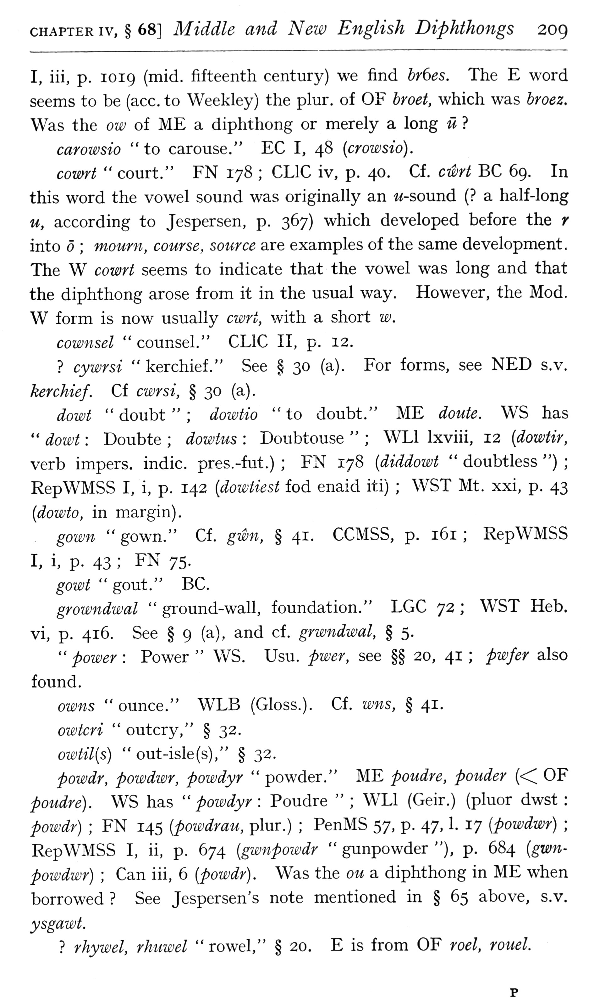 CHAPTER IV, § 68] Middle and New English Diphthongs 209
I, iii, p. 1019 (mid. fifteenth century) we find br6es. The E word
seems to be (acc. to Weekley) the plur. of OF broet, which was broez.
Was the ow of ME a diphthong or merely a long ū ?
carowsio “ to carouse.” EC I, 48 (crowsio).
cowrt “ court.” FN 178 ; CLlC iv, p. 40. Cf. cŵrt BC 69. In
this word the vowel sound was originally an u-sound (? a half-long
u, according to Jespersen, p. 367) which developed before the r
into ō ; mourn, course, source are examples of the same development.
The W cowrt seems to indicate that the vowel was long and that
the diphthong arose from it in the usual way. However, the Mod.
W form is now usually cwrt, with a short w.
cownsel “ counsel.” CLlC II, p. 12.
? cywrsi “ kerchief.” See § 30 (a). For forms, see NED s.v.
kerchief. Cf cwrsi, § 30 (a).
dowt “ doubt ” ; dowtio “ to doubt.” ME doute. WS has
“ dowt : Doubte ; dowtus : Doubtouse ” ; WLl lxviii, 12 (dowtir,
verb impers. indic. pres.-fut.) ; FN 178 (diddowt “ doubtless ”) ;
RepWMSS I, i, p. 142 (dowtiest fod enaid iti) ; WST Mt. xxi, p. 43
(dowto, in margin).
gown “ gown.” Cf. gŵn, § 41. CCMSS, p. 161 ; RepWMSS
I, i, p. 43 ; FN 75.
gowt “ gout.” BC.
growndwal “ ground-wall, foundation.” LGC 72 ; WST Heb.
vi, p. 416. See § 9 (a), and cf. grwndwal, § 5.
“ power : Power ” WS. Usu. pwer, see §§ 20, 41 ; pwfer also
found.
owns “ ounce.” WLB (Gloss.). Cf. wns, § 41.
owtcri “ outcry,” § 32.
owtil(s) “ out-isle(s),” § 32.
powdr, powdwr, powdyr “ powder.” ME poudre, pouder (< OF
poudre). WS has “ powdyr : Poudre ” ; WLl (Geir.) (pluor dwst :
powdr) ; FN 145 (powdrau, plur.) ; PenMS 57, p. 47, l. 17 (powdwr) ;
RepWMSS I, ii, p. 674 (gwnpowdr “ gunpowder ”), p. 684 (gwn-
powdwr) ; Can iii, 6 (powdr). Was the ou a diphthong in ME when
borrowed ? See Jespersen’s note mentioned in § 65 above, s.v.
ysgawt.
? rhywel, rhuwel “ rowel,” § 20. E is from OF roel, rouel.
P